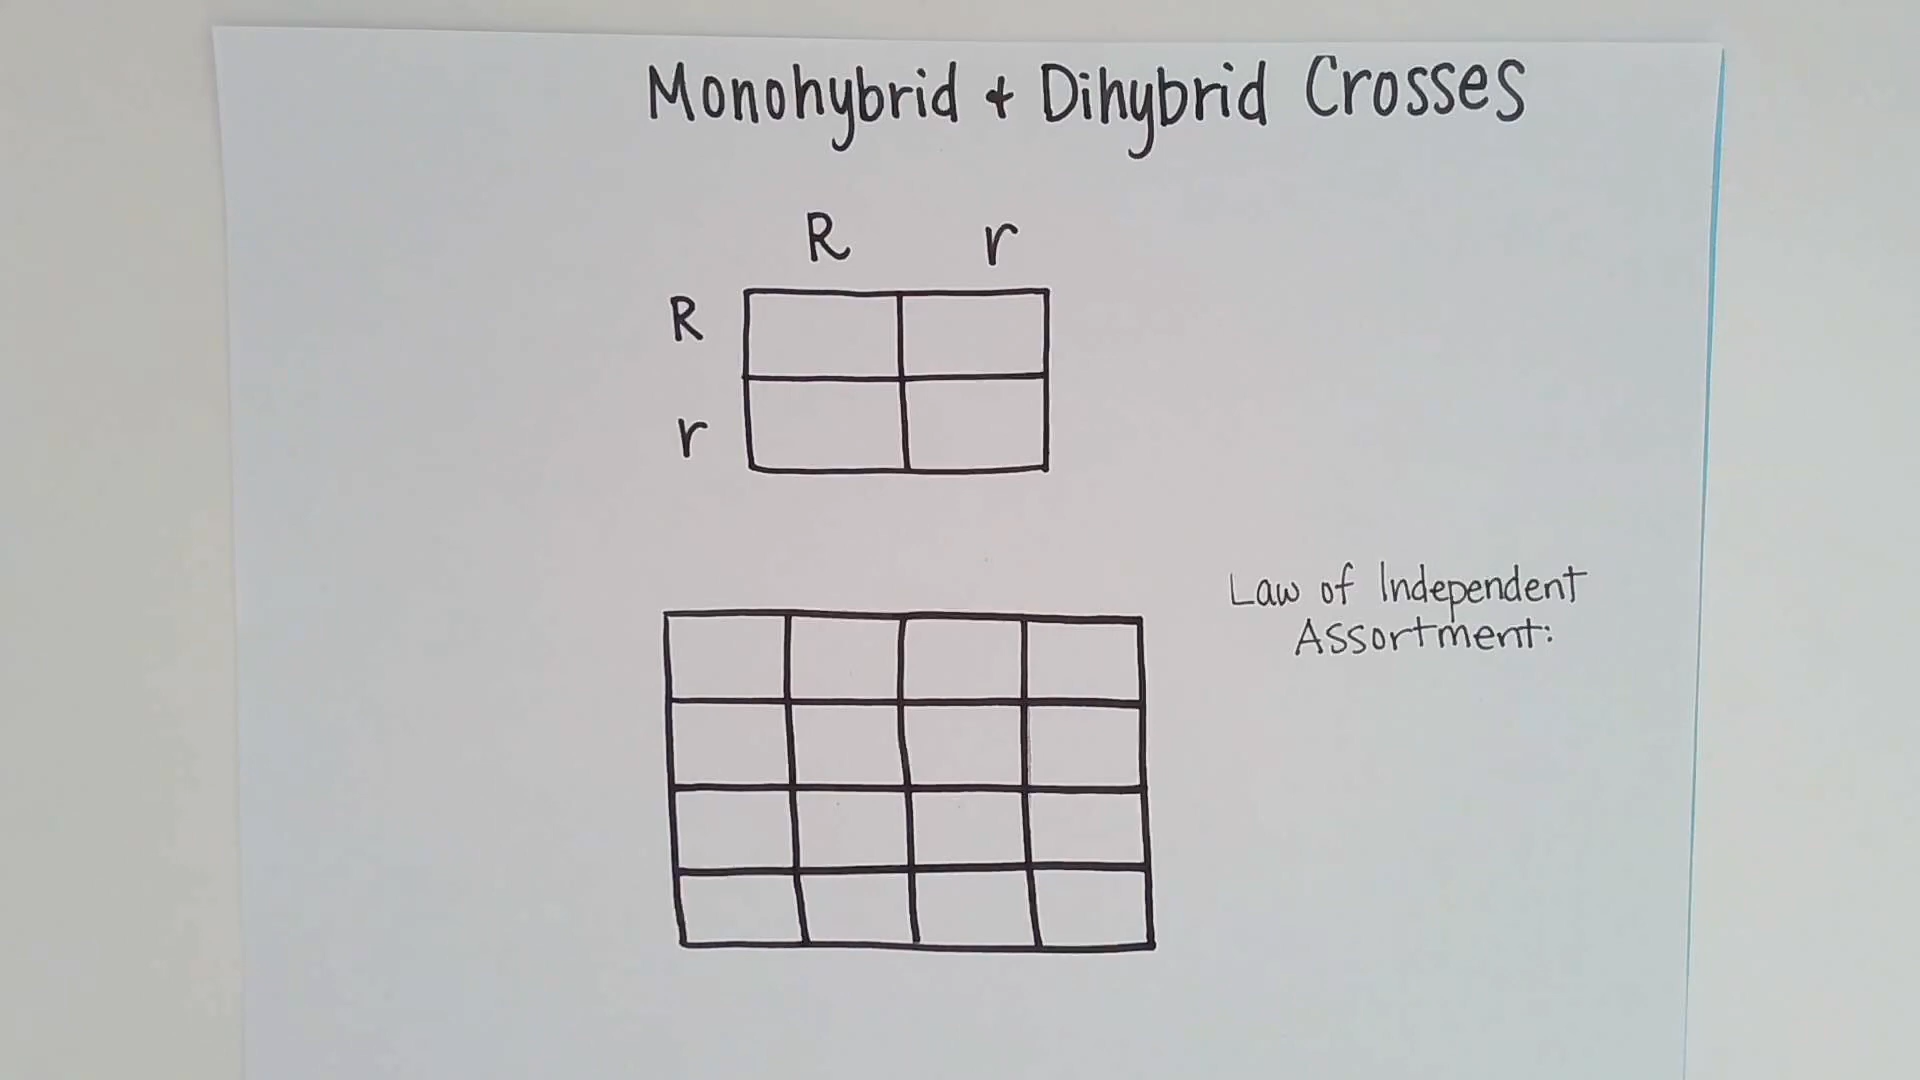 Monohybrid + Dihybrid Crosses
R r
R
r
Law of Independent
Assortment: